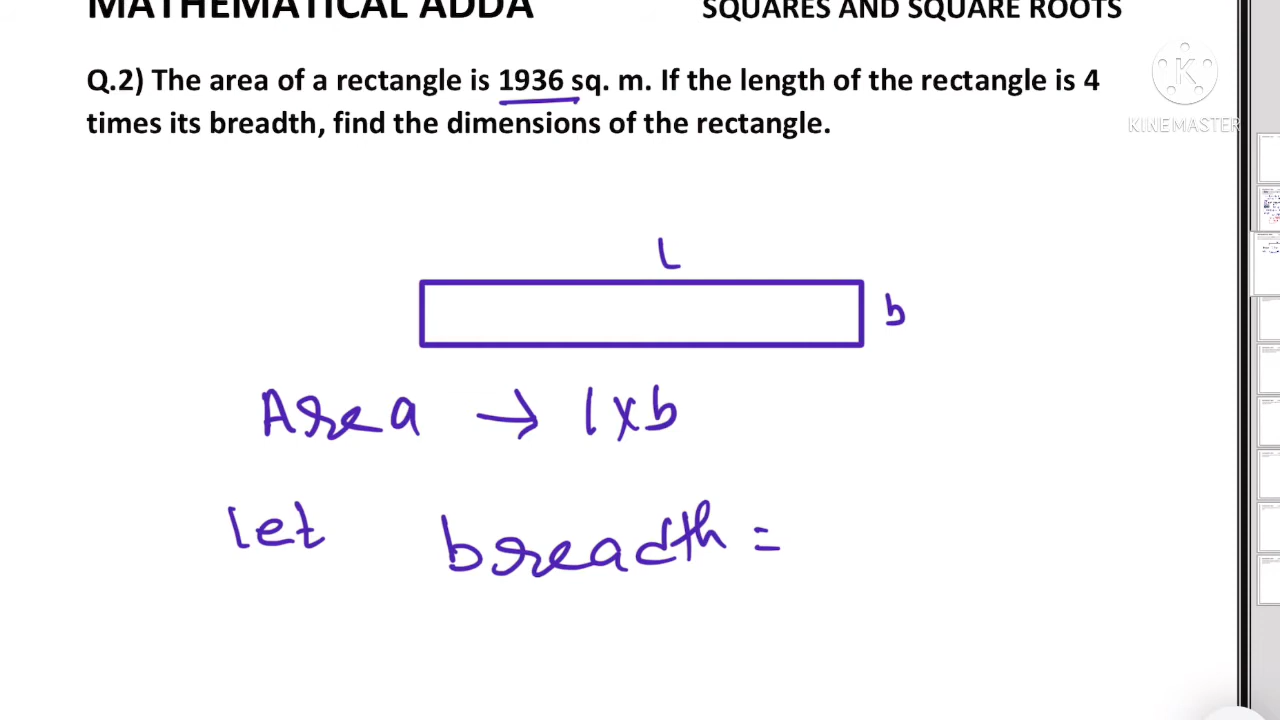 MATHEMATICAL ADDA SQUARES AND SQUARE ROOTS
Q.2) The area of a rectangle is 1936 sq. m. If the length of the rectangle is 4
times its breadth, find the dimensions of the rectangle.
K
KINEMASTER
L
b
Area → l x b
let breadth =